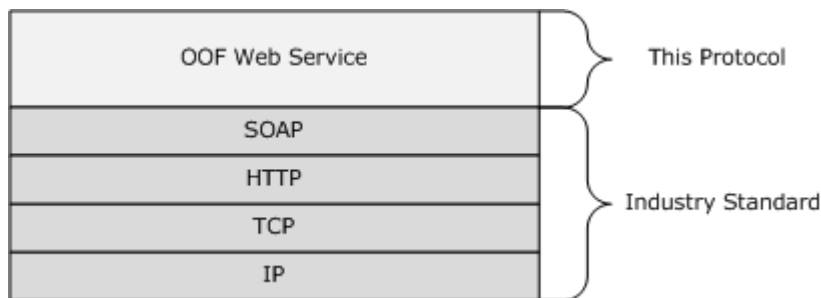 OOF Web Service
This Protocol
SOAP
HTTP
Industry Standard
TCP
IP